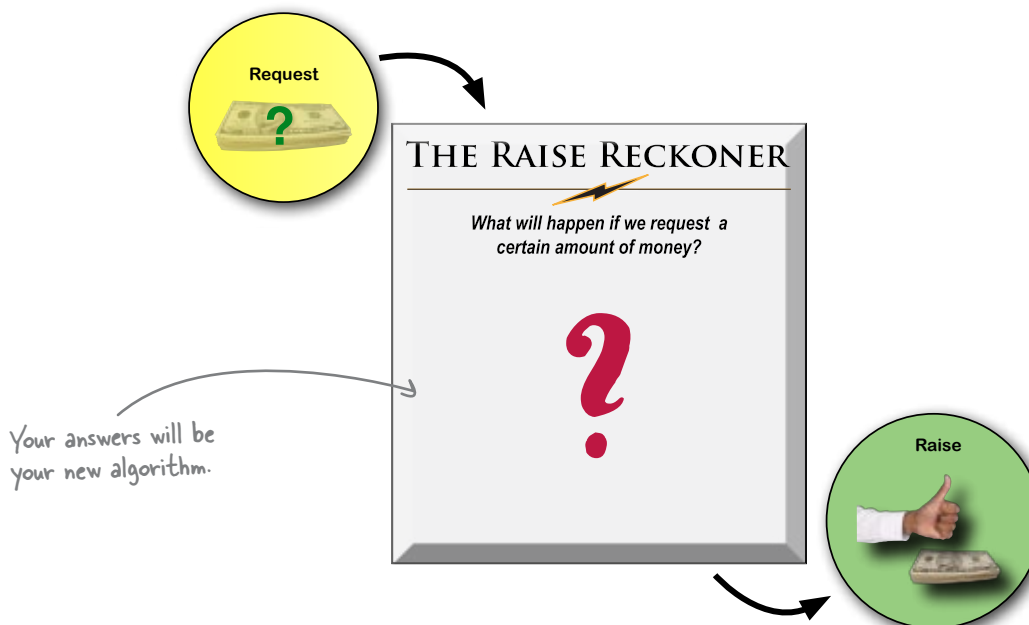 Request
?
THE RAISE RECKONER
What will happen if we request a
certain amount of money?
?
Your answers will be
your new algorithm.
Raise